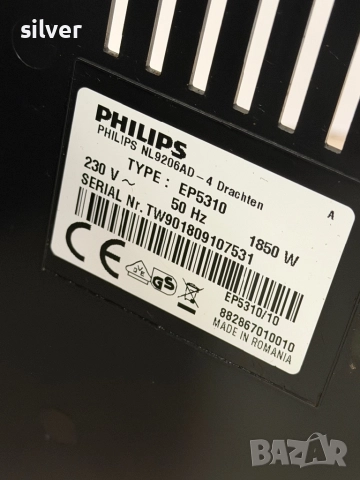 silver
PHILIPS
PHILIPS NL9206AD-4 Drachten A
TYPE : EP5310
230 V ~ 50 Hz 1850 W
SERIAL Nr. TW901809107531
CE DVE GS
EP5310/10
882867010010
MADE IN ROMANIA
BAZAR